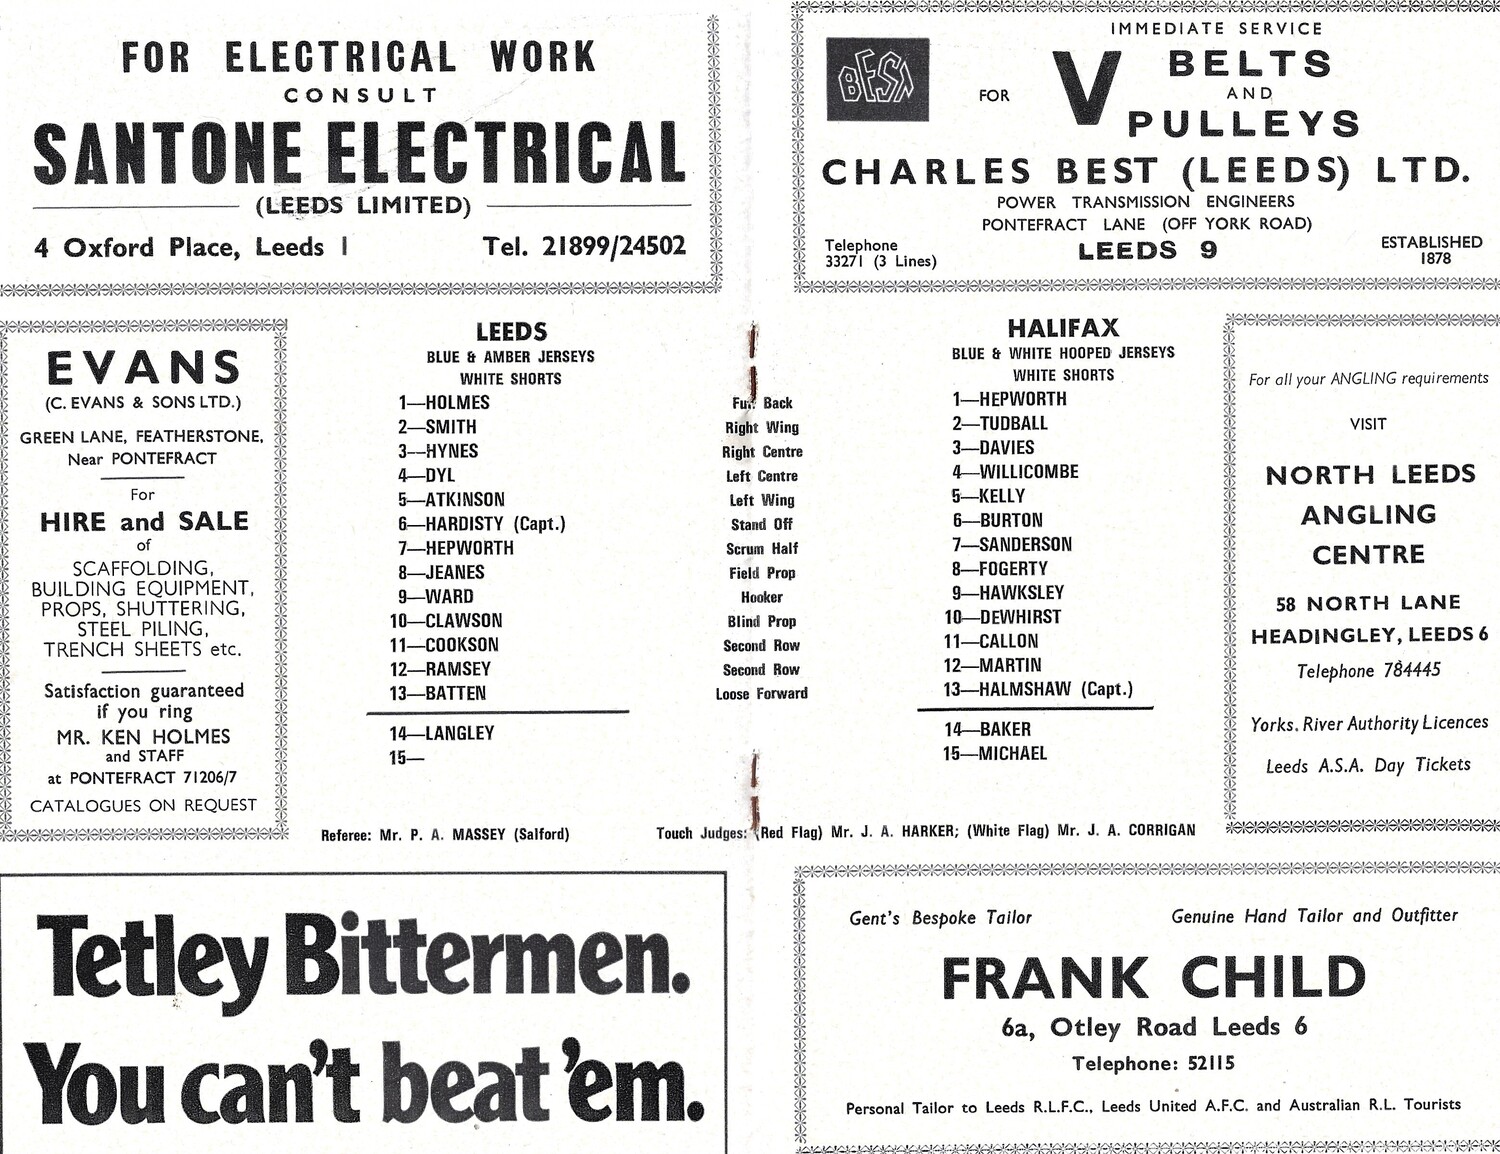 FOR ELECTRICAL WORK
CONSULT
SANTONE ELECTRICAL
(LEEDS LIMITED)
4 Oxford Place, Leeds 1 Tel. 21899/24502
IMMEDIATE SERVICE
BESA
FOR V BELTS
AND
PULLEYS
CHARLES BEST (LEEDS) LTD.
POWER TRANSMISSION ENGINEERS
PONTEFRACT LANE (OFF YORK ROAD)
Telephone
33271 (3 Lines)
LEEDS 9
ESTABLISHED
1878
EVANS
(C. EVANS & SONS LTD.)
GREEN LANE, FEATHERSTONE,
Near PONTEFRACT
For
HIRE and SALE
of
SCAFFOLDING,
BUILDING EQUIPMENT,
PROPS, SHUTTERING,
STEEL PILING,
TRENCH SHEETS etc.
Satisfaction guaranteed
if you ring
MR. KEN HOLMES
and STAFF
at PONTEFRACT 71206/7
CATALOGUES ON REQUEST
LEEDS
BLUE & AMBER JERSEYS
WHITE SHORTS
1—HOLMES
2—SMITH
3—HYNES
4—DYL
5—ATKINSON
6—HARDISTY (Capt.)
7—HEPWORTH
8—JEANES
9—WARD
10—CLAWSON
11—COOKSON
12—RAMSEY
13—BATTEN
14—LANGLEY
15—
Full Back
Right Wing
Right Centre
Left Centre
Left Wing
Stand Off
Scrum Half
Field Prop
Hooker
Blind Prop
Second Row
Second Row
Loose Forward
HALIFAX
BLUE & WHITE HOOPED JERSEYS
WHITE SHORTS
1—HEPWORTH
2—TUDBALL
3—DAVIES
4—WILLICOMBE
5—KELLY
6—BURTON
7—SANDERSON
8—FOGERTY
9—HAWKSLEY
10—DEWHIRST
11—CALLON
12—MARTIN
13—HALMSHAW (Capt.)
14—BAKER
15—MICHAEL
Referee: Mr. P. A. MASSEY (Salford) Touch Judges: (Red Flag) Mr. J. A. HARKER; (White Flag) Mr. J. A. CORRIGAN
For all your ANGLING requirements
VISIT
NORTH LEEDS
ANGLING
CENTRE
58 NORTH LANE
HEADINGLEY, LEEDS 6
Telephone 784445
Yorks. River Authority Licences
Leeds A.S.A. Day Tickets
Tetley Bittermen.
You can't beat 'em.
Gent's Bespoke Tailor Genuine Hand Tailor and Outfitter
FRANK CHILD
6a, Otley Road Leeds 6
Telephone: 52115
Personal Tailor to Leeds R.L.F.C., Leeds United A.F.C. and Australian R.L. Tourists